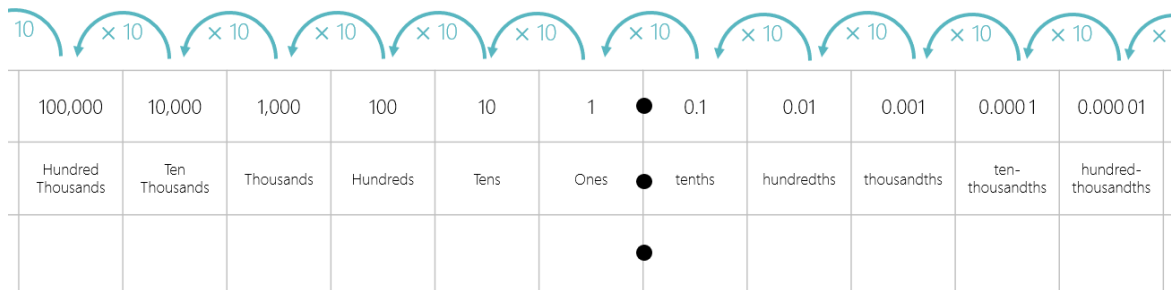 10 × 10 × 10 × 10 × 10 × 10 × 10 × 10 × 10 × 10 × 10 ×
100,000 10,000 1,000 100 10 1 0.1 0.01 0.001 0.000 1 0.000 01
Hundred Thousands Ten Thousands Thousands Hundreds Tens Ones tenths hundredths thousandths ten-thousandths hundred-thousandths